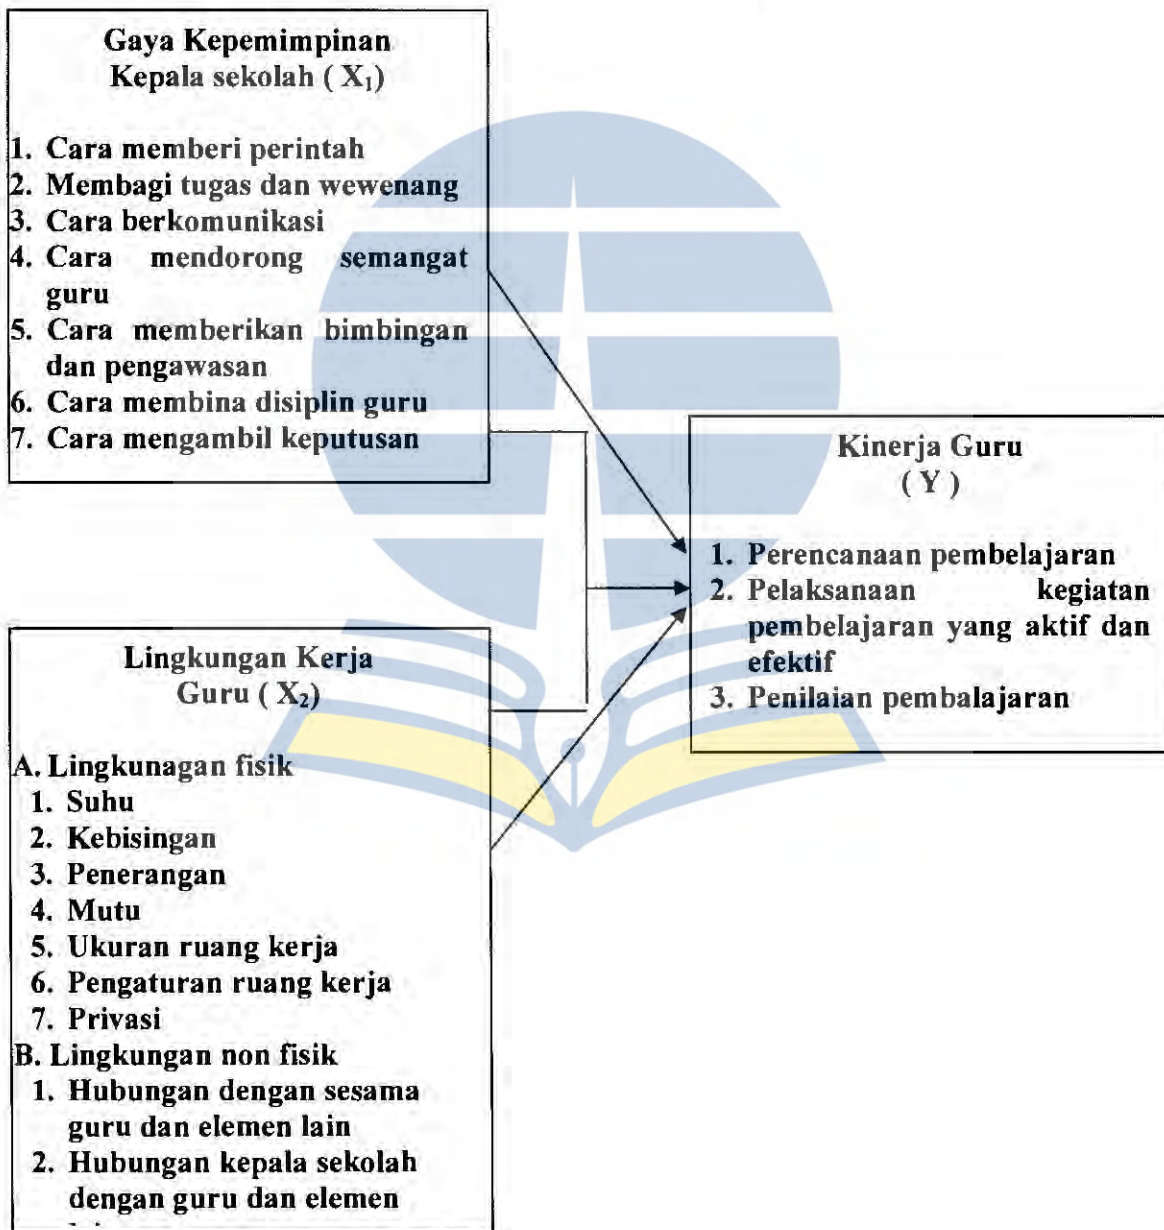 Gaya Kepemimpinan
Kepala sekolah ( X₁)
1. Cara memberi perintah
2. Membagi tugas dan wewenang
3. Cara berkomunikasi
4. Cara mendorong semangat
guru
5. Cara memberikan bimbingan
dan pengawasan
6. Cara membina disiplin guru
7. Cara mengambil keputusan
Kinerja Guru
( Y )
1. Perencanaan pembelajaran
2. Pelaksanaan kegiatan
pembelajaran yang aktif dan
efektif
3. Penilaian pembalajaran
Lingkungan Kerja
Guru ( X₂)
A. Lingkunagan fisik
1. Suhu
2. Kebisingan
3. Penerangan
4. Mutu
5. Ukuran ruang kerja
6. Pengaturan ruang kerja
7. Privasi
B. Lingkungan non fisik
1. Hubungan dengan sesama
guru dan elemen lain
2. Hubungan kepala sekolah
dengan guru dan elemen